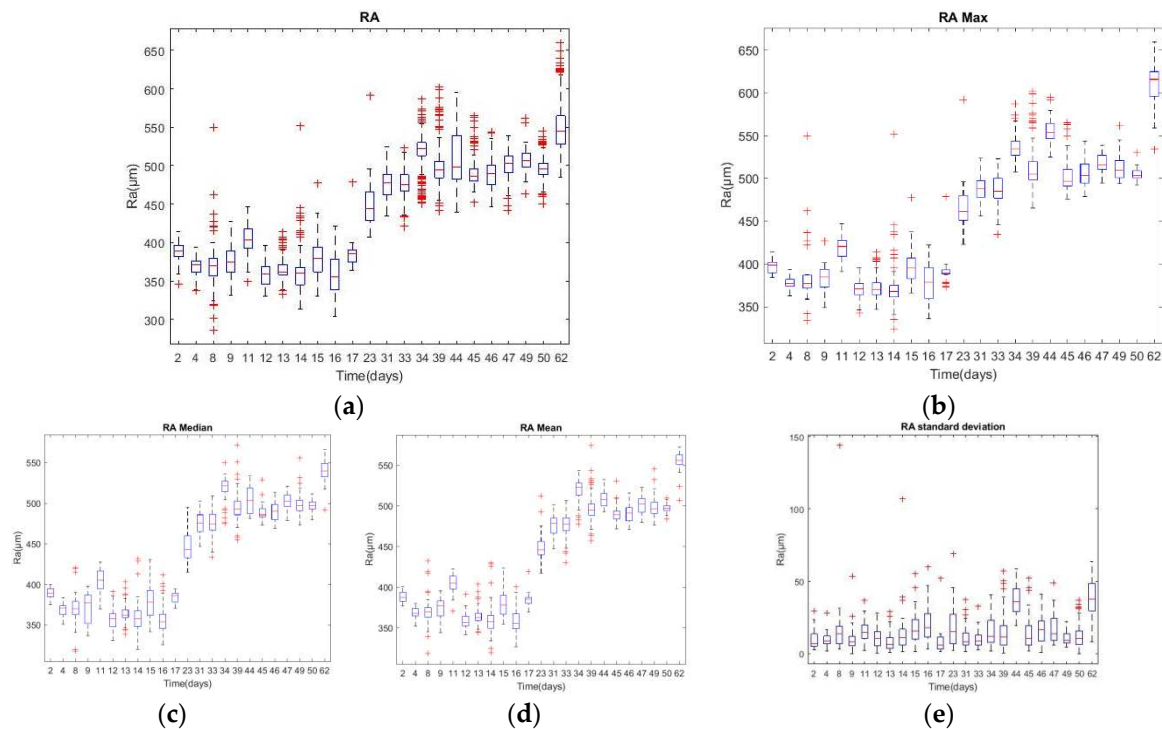 RA
Ra(μm)
650
600
550
500
450
400
350
300
2 4 8 9 11 12 13 14 15 16 17 23 31 33 34 39 44 45 46 47 49 50 62
Time(days)
(a)
RA Max
Ra(μm)
650
600
550
500
450
400
350
2 4 8 9 11 12 13 14 15 16 17 23 31 33 34 39 44 45 46 47 49 50 62
Time(days)
(b)
RA Median
Ra(μm)
550
500
450
400
350
2 4 8 9 11 12 13 14 15 16 17 23 31 33 34 39 44 45 46 47 49 50 62
Time(days)
(c)
RA Mean
Ra(μm)
550
500
450
400
350
2 4 8 9 11 12 13 14 15 16 17 23 31 33 34 39 44 45 46 47 49 50 62
Time(days)
(d)
RA standard deviation
Ra(μm)
150
100
50
0
2 4 8 9 11 12 13 14 15 16 17 23 31 33 34 39 44 45 46 47 49 50 62
Time(days)
(e)